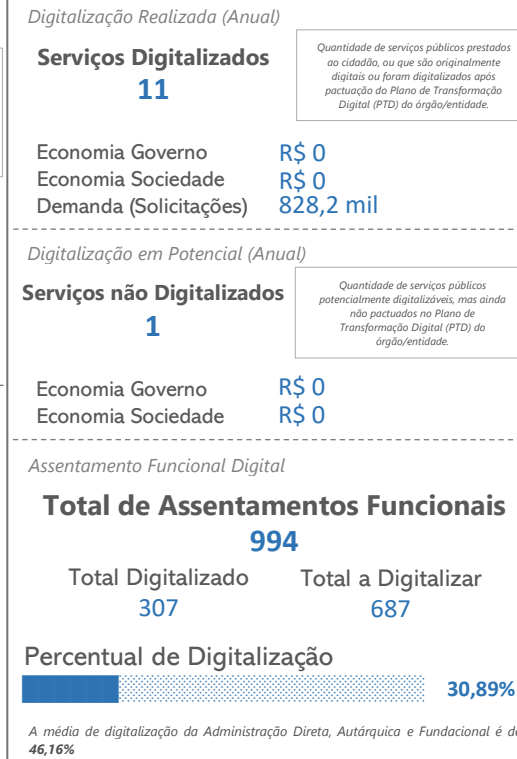 Digitalização Realizada (Anual)
Serviços Digitalizados
11
Quantidade de serviços públicos prestados
ao cidadão, ou que são originalmente
digitais ou foram digitalizados após
pactuação do Plano de Transformação
Digital (PTD) do órgão/entidade.
Economia Governo R$ 0
Economia Sociedade R$ 0
Demanda (Solicitações) 828,2 mil
Digitalização em Potencial (Anual)
Serviços não Digitalizados
1
Quantidade de serviços públicos
potencialmente digitalizáveis, mas ainda
não pactuados no Plano de
Transformação Digital (PTD) do
órgão/entidade.
Economia Governo R$ 0
Economia Sociedade R$ 0
Assentamento Funcional Digital
Total de Assentamentos Funcionais
994
Total Digitalizado Total a Digitalizar
307 687
Percentual de Digitalização
30,89%
A média de digitalização da Administração Direta, Autárquica e Fundacional é de
46,16%